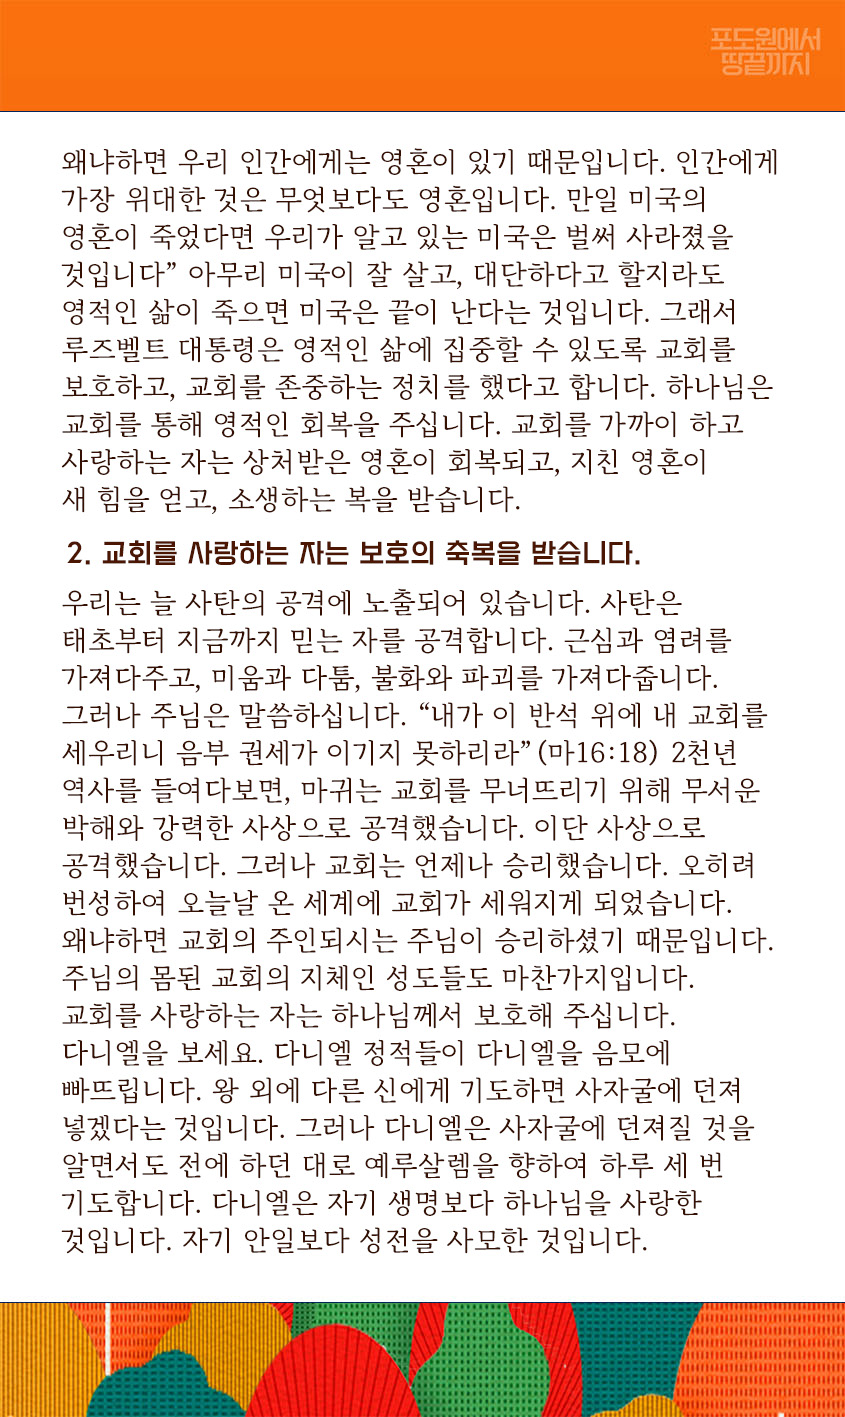 포도원에서
땅끝까지
왜냐하면 우리 인간에게는 영혼이 있기 때문입니다. 인간에게
가장 위대한 것은 무엇보다도 영혼입니다. 만일 미국의
영혼이 죽었다면 우리가 알고 있는 미국은 벌써 사라졌을
것입니다” 아무리 미국이 잘 살고, 대단하다고 할지라도
영적인 삶이 죽으면 미국은 끝이 난다는 것입니다. 그래서
루즈벨트 대통령은 영적인 삶에 집중할 수 있도록 교회를
보호하고, 교회를 존중하는 정치를 했다고 합니다. 하나님은
교회를 통해 영적인 회복을 주십니다. 교회를 가까이 하고
사랑하는 자는 상처받은 영혼이 회복되고, 지친 영혼이
새 힘을 얻고, 소생하는 복을 받습니다.
2. 교회를 사랑하는 자는 보호의 축복을 받습니다.
우리는 늘 사탄의 공격에 노출되어 있습니다. 사탄은
태초부터 지금까지 믿는 자를 공격합니다. 근심과 염려를
가져다주고, 미움과 다툼, 불화와 파괴를 가져다줍니다.
그러나 주님은 말씀하십니다. “내가 이 반석 위에 내 교회를
세우리니 음부 권세가 이기지 못하리라”(마16:18) 2천년
역사를 들여다보면, 마귀는 교회를 무너뜨리기 위해 무서운
박해와 강력한 사상으로 공격했습니다. 이단 사상으로
공격했습니다. 그러나 교회는 언제나 승리했습니다. 오히려
번성하여 오늘날 온 세계에 교회가 세워지게 되었습니다.
왜냐하면 교회의 주인되시는 주님이 승리하셨기 때문입니다.
주님의 몸된 교회의 지체인 성도들도 마찬가지입니다.
교회를 사랑하는 자는 하나님께서 보호해 주십니다.
다니엘을 보세요. 다니엘 정적들이 다니엘을 음모에
빠뜨립니다. 왕 외에 다른 신에게 기도하면 사자굴에 던져
넣겠다는 것입니다. 그러나 다니엘은 사자굴에 던져질 것을
알면서도 전에 하던 대로 예루살렘을 향하여 하루 세 번
기도합니다. 다니엘은 자기 생명보다 하나님을 사랑한
것입니다. 자기 안일보다 성전을 사모한 것입니다.